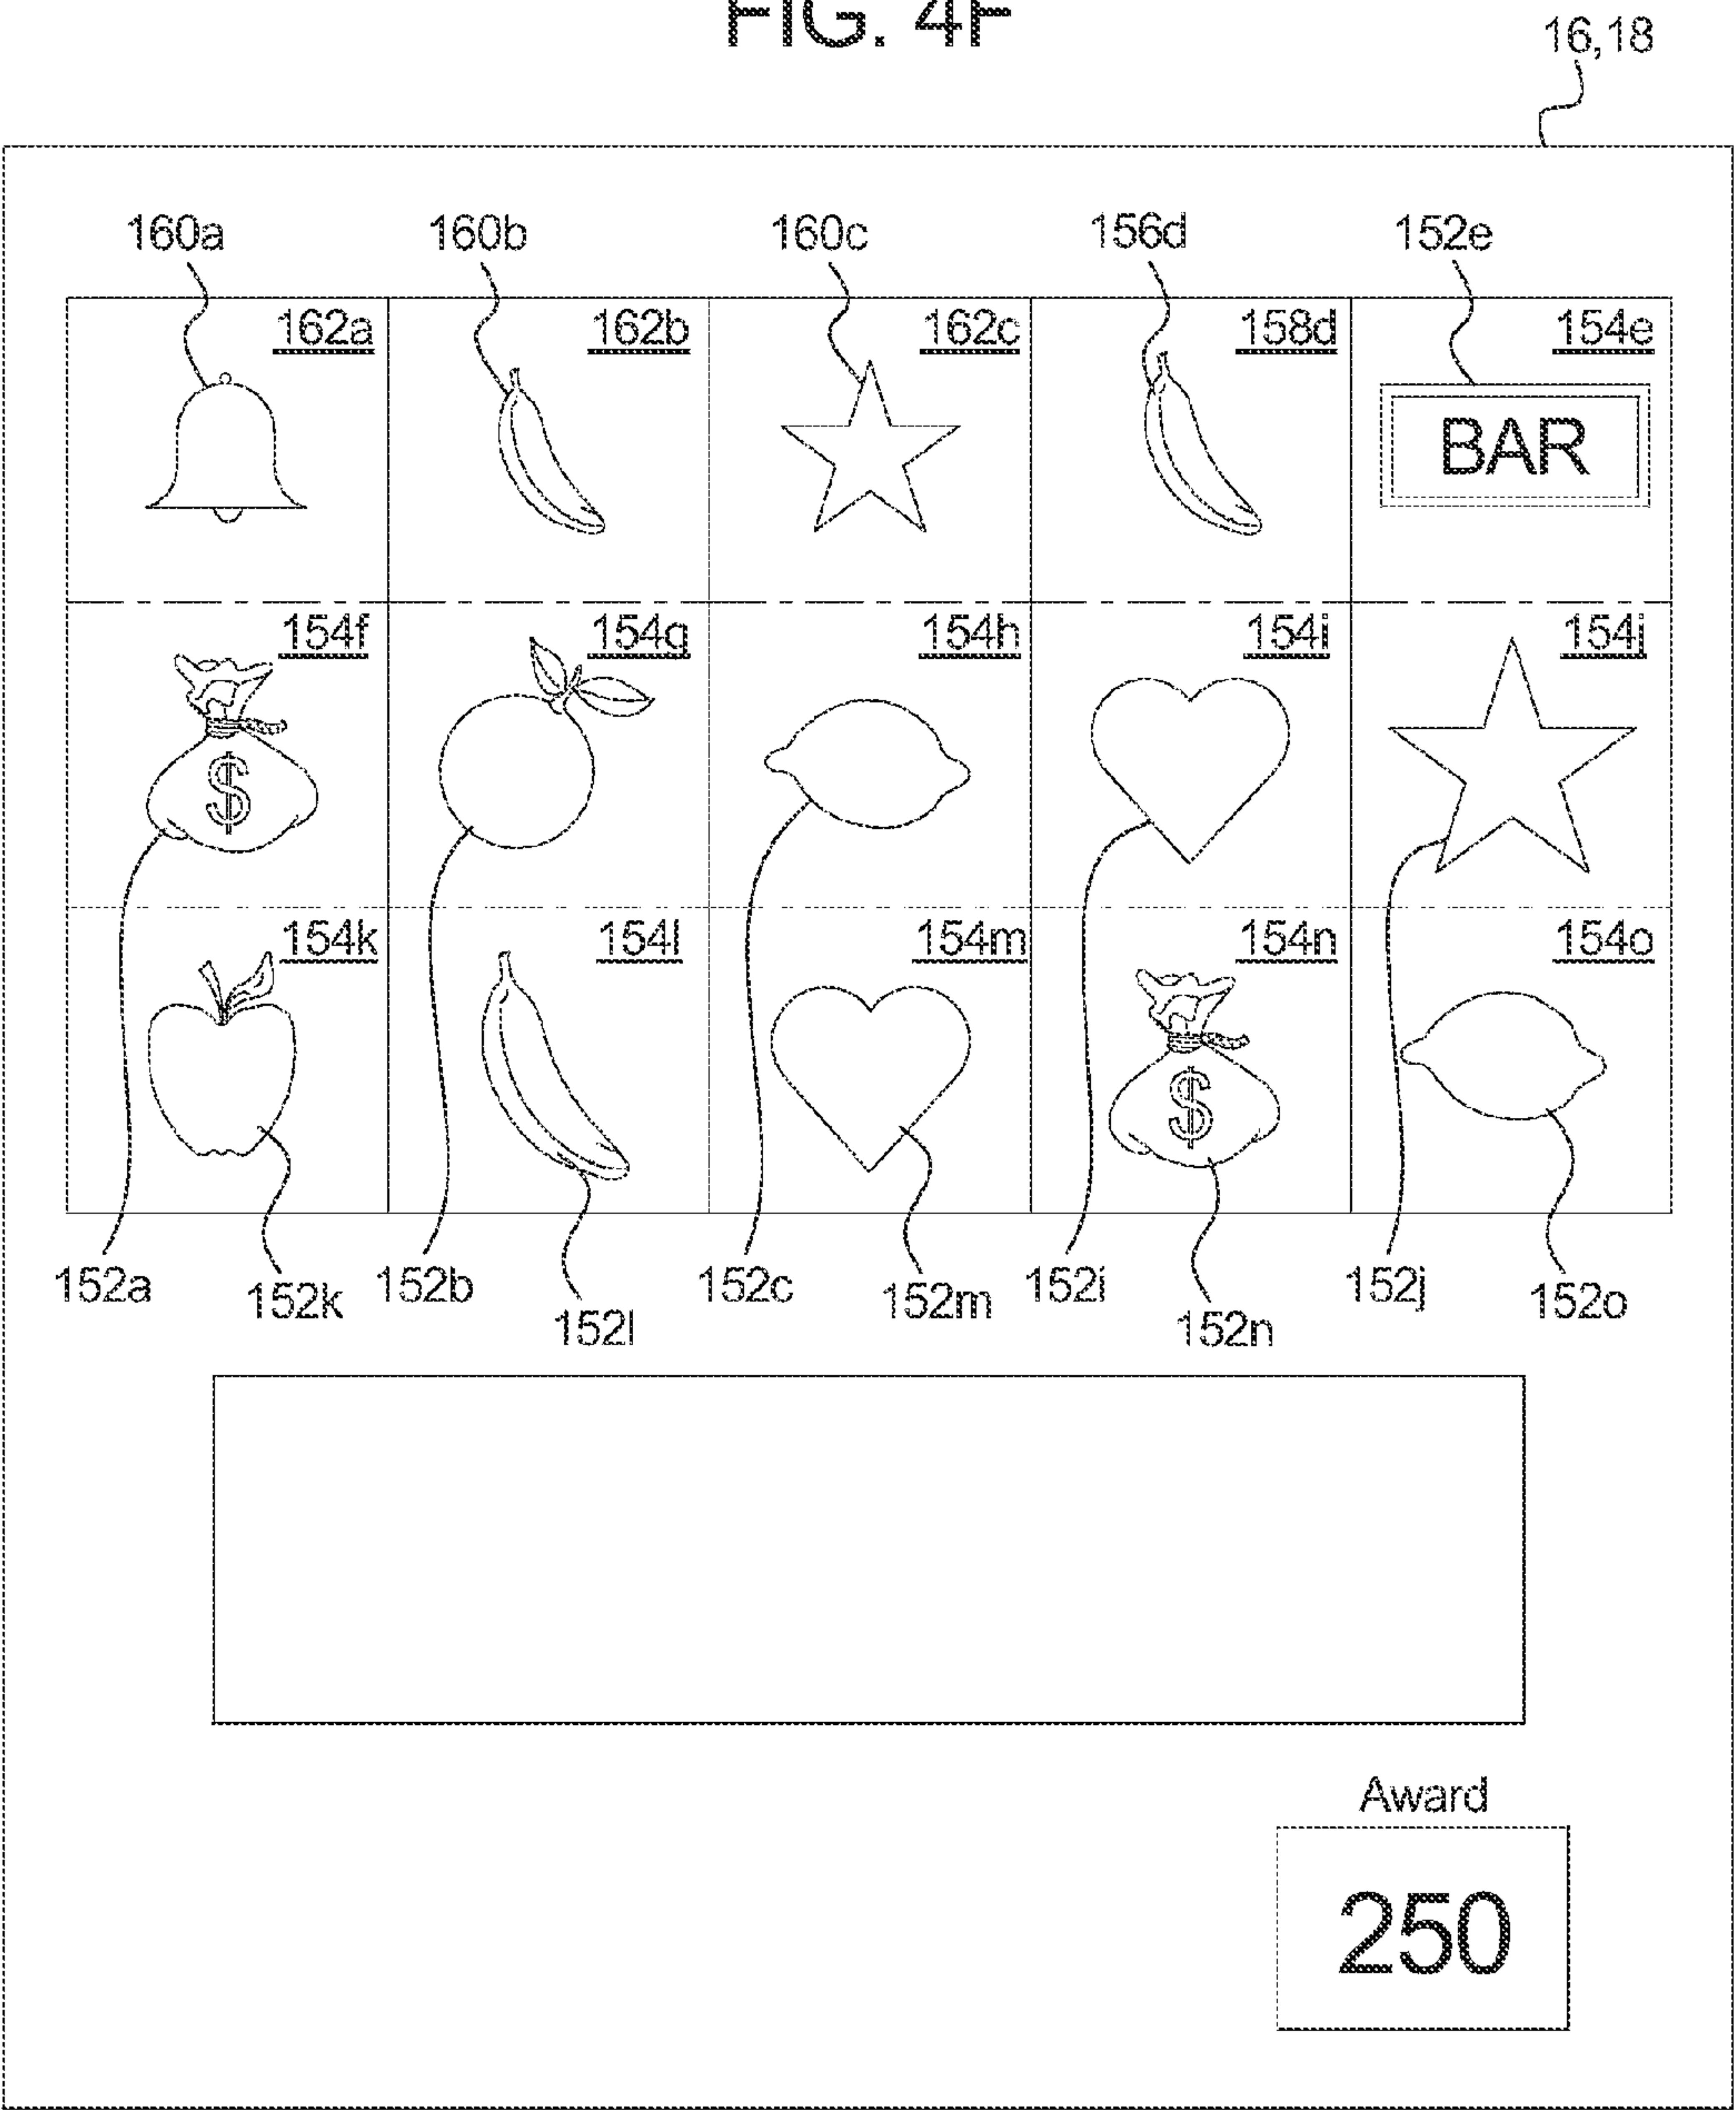 FIG. 4F
16,18
160a 160b 160c 156d 152e
162a 162b 162c 158d 154e
BAR
154f 154g 154h 154i 154j
$
154k 154l 154m 154n 154o
$
152a 152k 152b 152l 152c 152m 152i 152n 152j 152o
Award
250